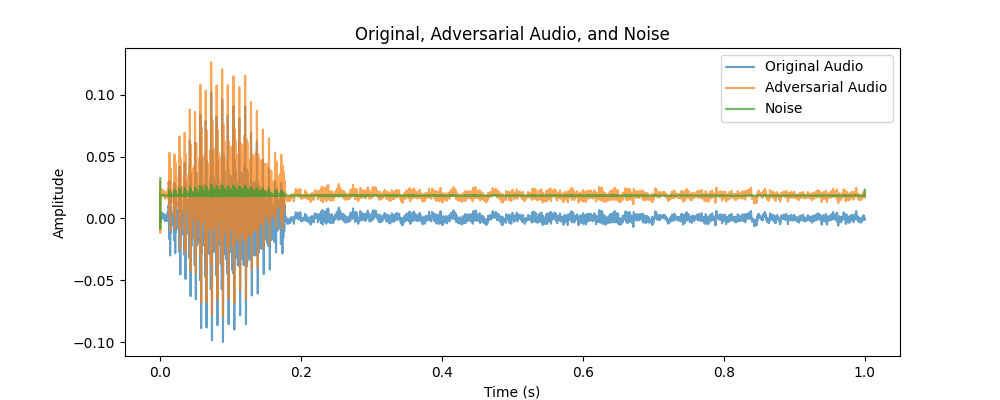 Original, Adversarial Audio, and Noise
Original Audio
Adversarial Audio
Noise
0.10
0.05
0.00
−0.05
−0.10
Amplitude
0.0
0.2
0.4
0.6
0.8
1.0
Time (s)